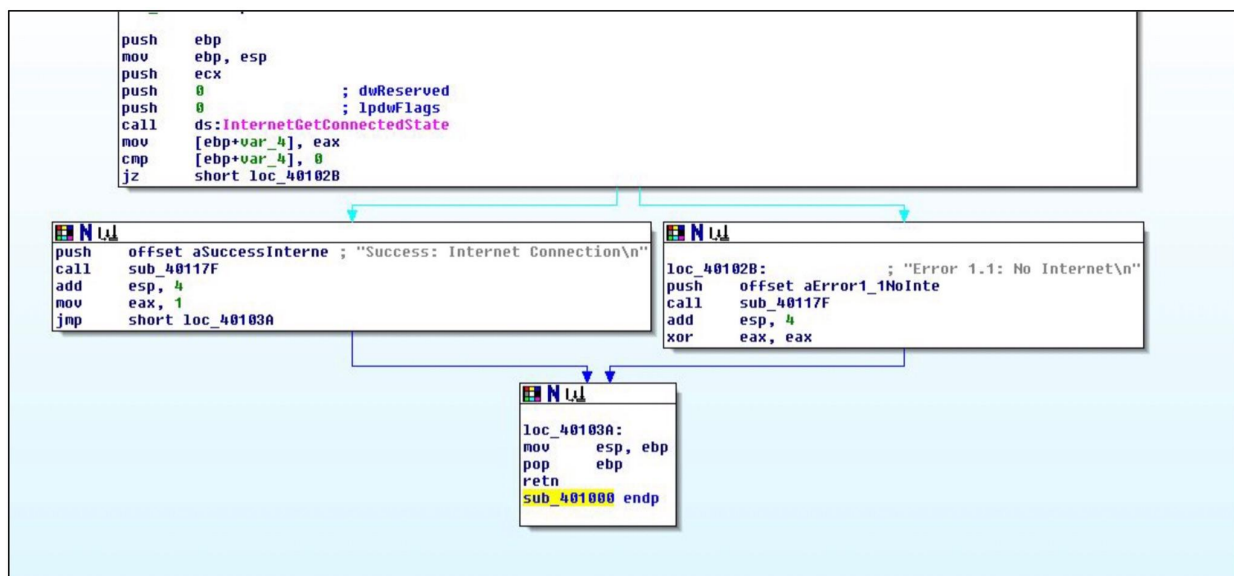 push ebp
mov ebp, esp
push ecx
push 0 ; dwReserved
push 0 ; lpdwFlags
call ds:InternetGetConnectedState
mov [ebp+var_4], eax
cmp [ebp+var_4], 0
jz short loc_40102B
N
push offset aSuccessInterne ; "Success: Internet Connection\n"
call sub_40117F
add esp, 4
mov eax, 1
jmp short loc_40103A
N
loc_40102B: ; "Error 1.1: No Internet\n"
push offset aError1_1NoInte
call sub_40117F
add esp, 4
xor eax, eax
N
loc_40103A:
mov esp, ebp
pop ebp
retn
sub_401000 endp